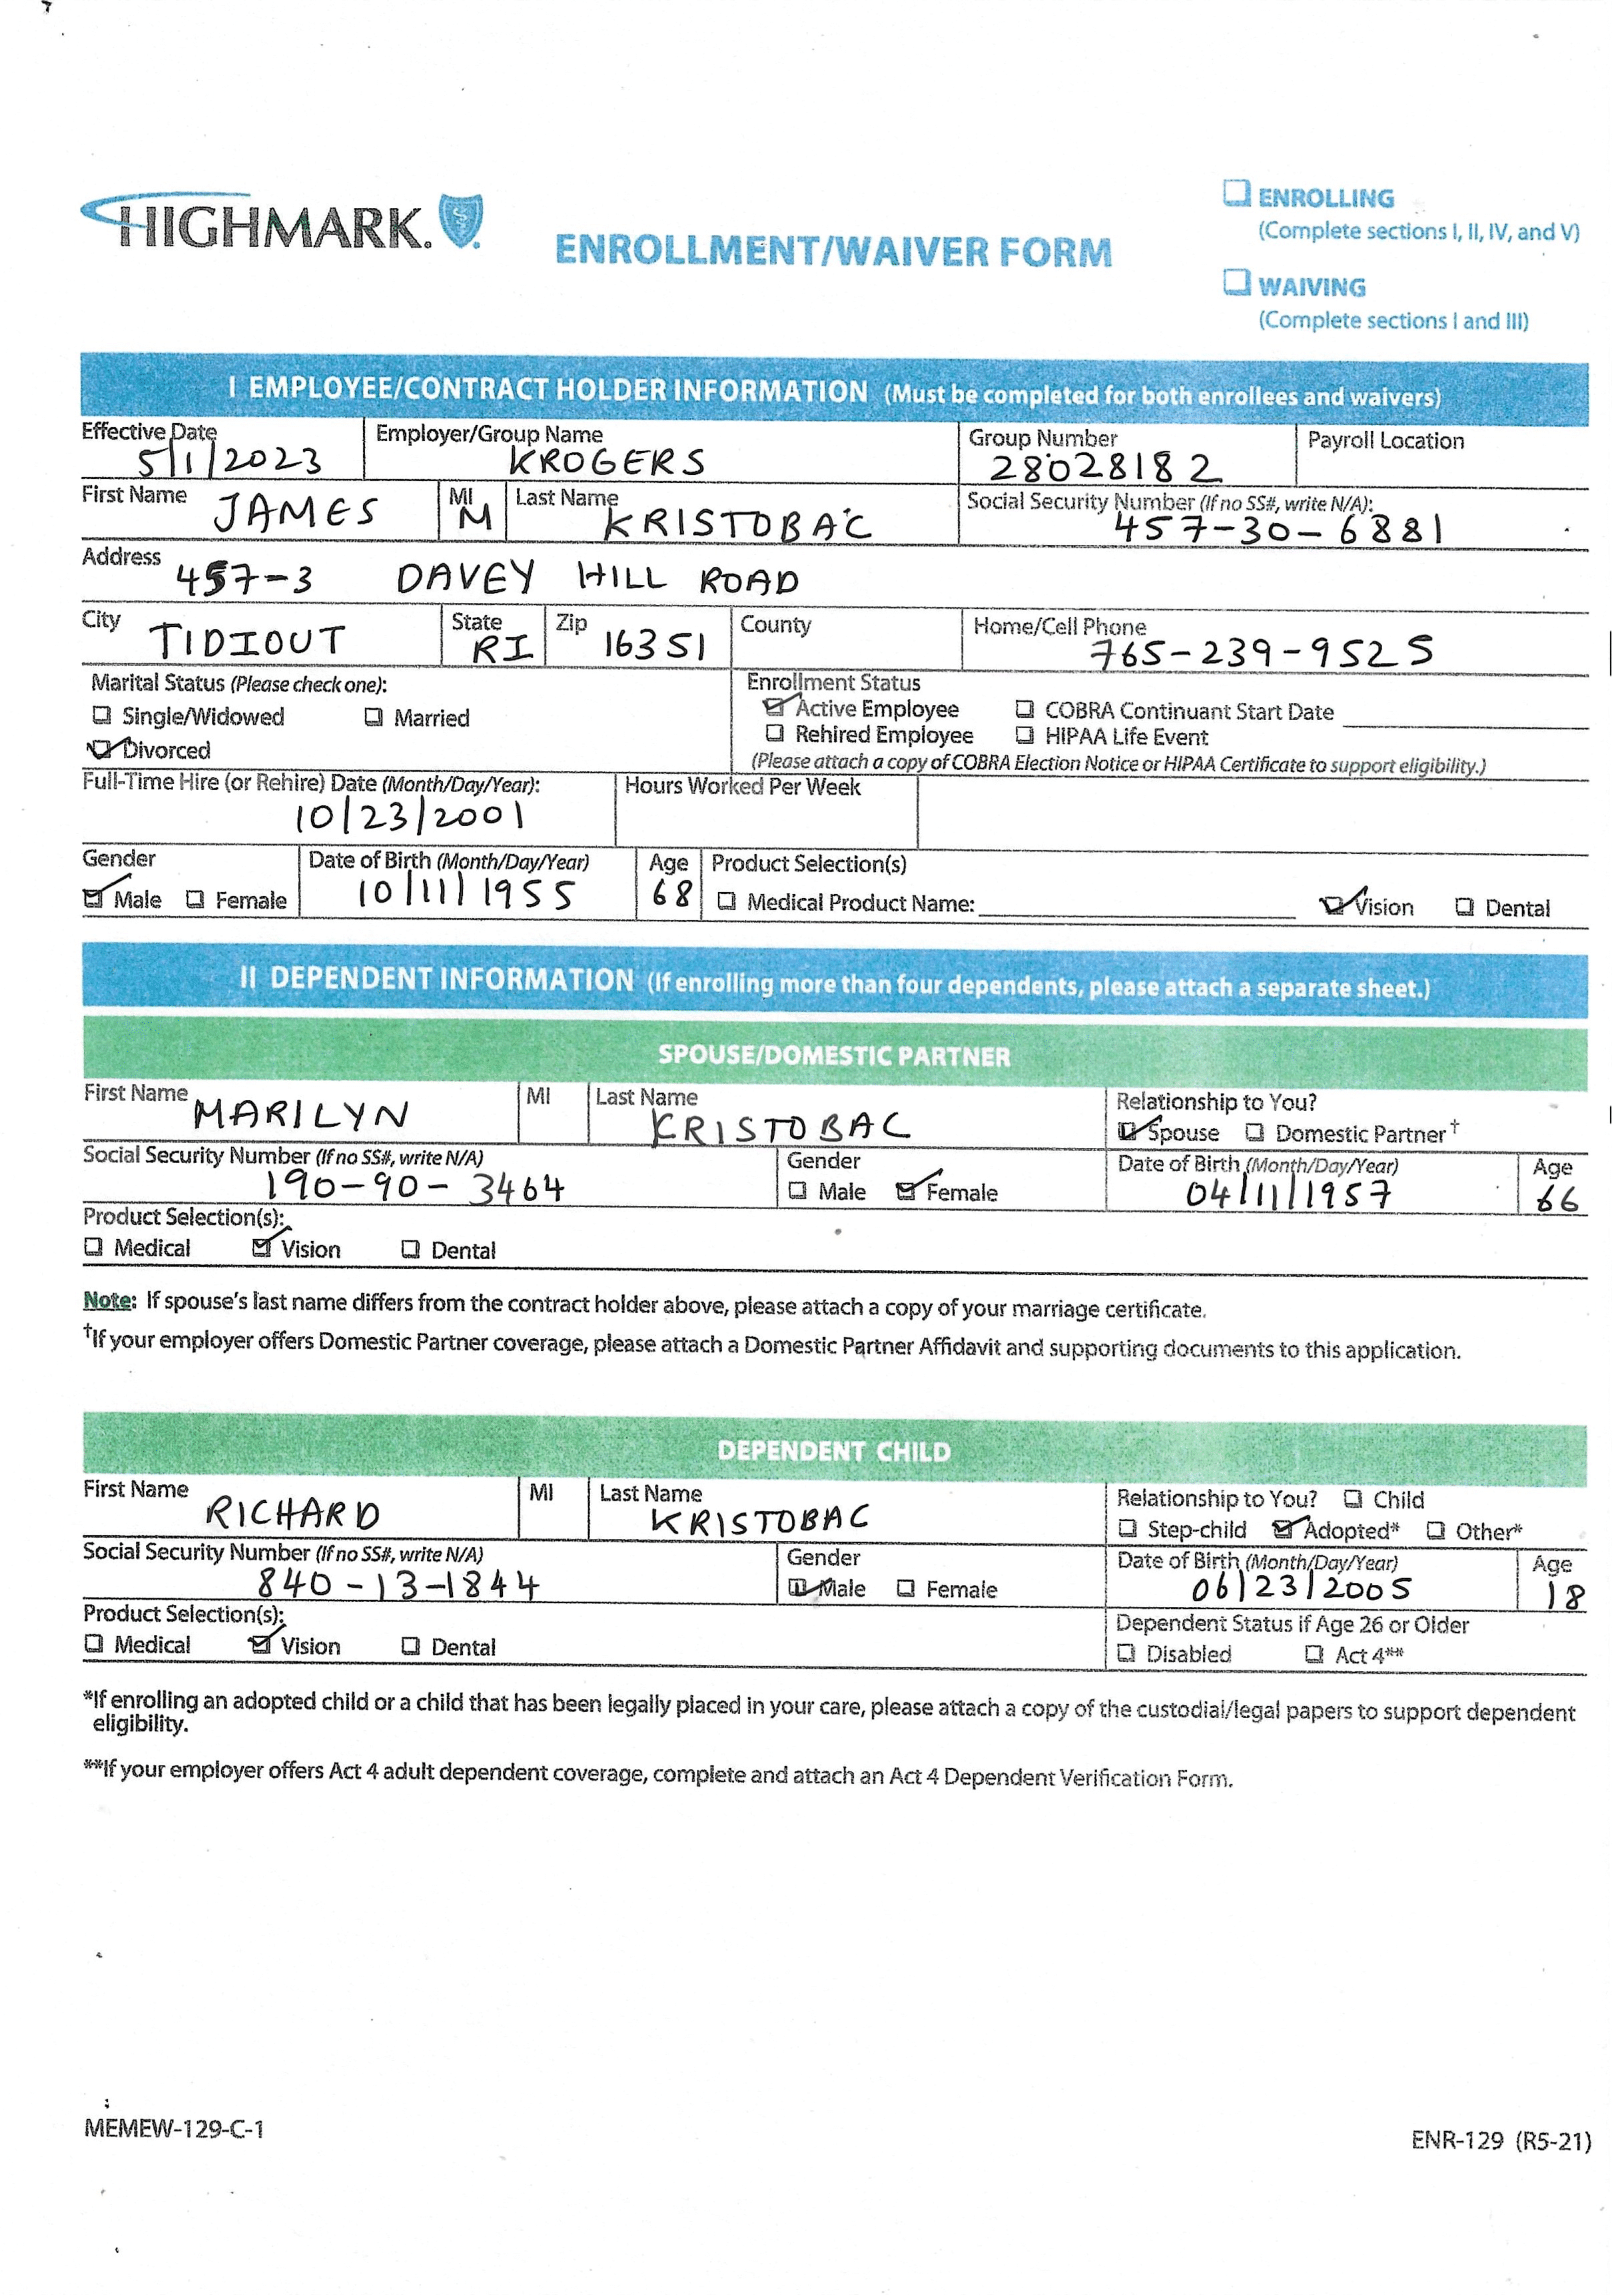 HIGHMARK.
ENROLLMENT/WAIVER FORM
ENROLLING
(Complete sections I, II, IV, and V)
WAIVING
(Complete sections I and III)
I EMPLOYEE/CONTRACT HOLDER INFORMATION (Must be completed for both enrollees and waivers)
Effective Date Employer/Group Name Group Number Payroll Location
5/1/2023 KROGERS 28028182
First Name JAMES MI M Last Name KRISTOBAC Social Security Number (If no SS#, write N/A):
457-30-6881
Address
457-3 DAVEY HILL ROAD
City TIDIOUT State RI Zip 16351 County Home/Cell Phone
765-239-9525
Marital Status (Please check one): Enrollment Status
Single/Widowed Married Active Employee COBRA Continuant Start Date
Divorced Rehired Employee HIPAA Life Event
(Please attach a copy of COBRA Election Notice or HIPAA Certificate to support eligibility.)
Full-Time Hire (or Rehire) Date (Month/Day/Year): Hours Worked Per Week
10/23/2001
Gender Date of Birth (Month/Day/Year) Age Product Selection(s)
Male Female 10/11/1955 68 Medical Product Name: Vision Dental
II DEPENDENT INFORMATION (If enrolling more than four dependents, please attach a separate sheet.)
SPOUSE/DOMESTIC PARTNER
First Name MARILYN MI Last Name KRISTOBAC Relationship to You?
Spouse Domestic Partner†
Social Security Number (If no SS#, write N/A) Gender Date of Birth (Month/Day/Year) Age
190-90-3464 Male Female 04/11/1957 66
Product Selection(s):
Medical Vision Dental
Note: If spouse's last name differs from the contract holder above, please attach a copy of your marriage certificate.
†If your employer offers Domestic Partner coverage, please attach a Domestic Partner Affidavit and supporting documents to this application.
DEPENDENT CHILD
First Name RICHARD MI Last Name KRISTOBAC Relationship to You? Child
Step-child Adopted* Other*
Social Security Number (If no SS#, write N/A) Gender Date of Birth (Month/Day/Year) Age
840-13-1844 Male Female 06/23/2005 18
Product Selection(s): Dependent Status if Age 26 or Older
Medical Vision Dental Disabled Act 4**
*If enrolling an adopted child or a child that has been legally placed in your care, please attach a copy of the custodial/legal papers to support dependent
eligibility.
**If your employer offers Act 4 adult dependent coverage, complete and attach an Act 4 Dependent Verification Form.
MEMEW-129-C-1 ENR-129 (R5-21)